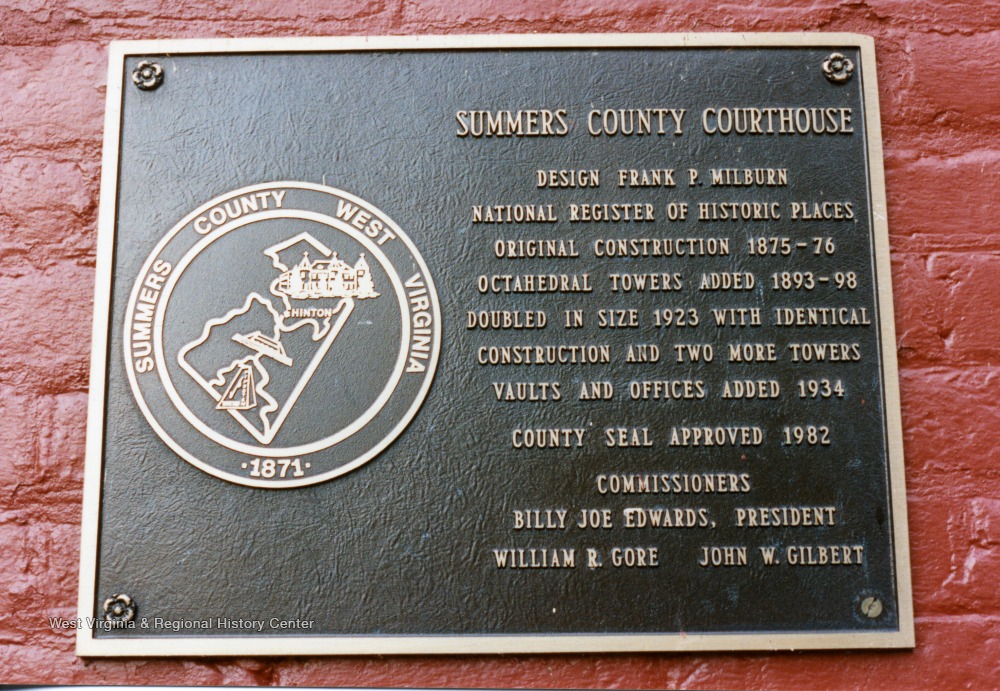 SUMMERS COUNTY COURTHOUSE
DESIGN FRANK P. MILBURN
NATIONAL REGISTER OF HISTORIC PLACES
ORIGINAL CONSTRUCTION 1875-76
OCTAHEDRAL TOWERS ADDED 1893-98
DOUBLED IN SIZE 1923 WITH IDENTICAL
CONSTRUCTION AND TWO MORE TOWERS
VAULTS AND OFFICES ADDED 1934
COUNTY SEAL APPROVED 1982
COMMISSIONERS
BILLY JOE EDWARDS, PRESIDENT
WILLIAM R. GORE JOHN W. GILBERT
SUMMERS COUNTY WEST VIRGINIA
HINTON
·1871·
West Virginia & Regional History Center